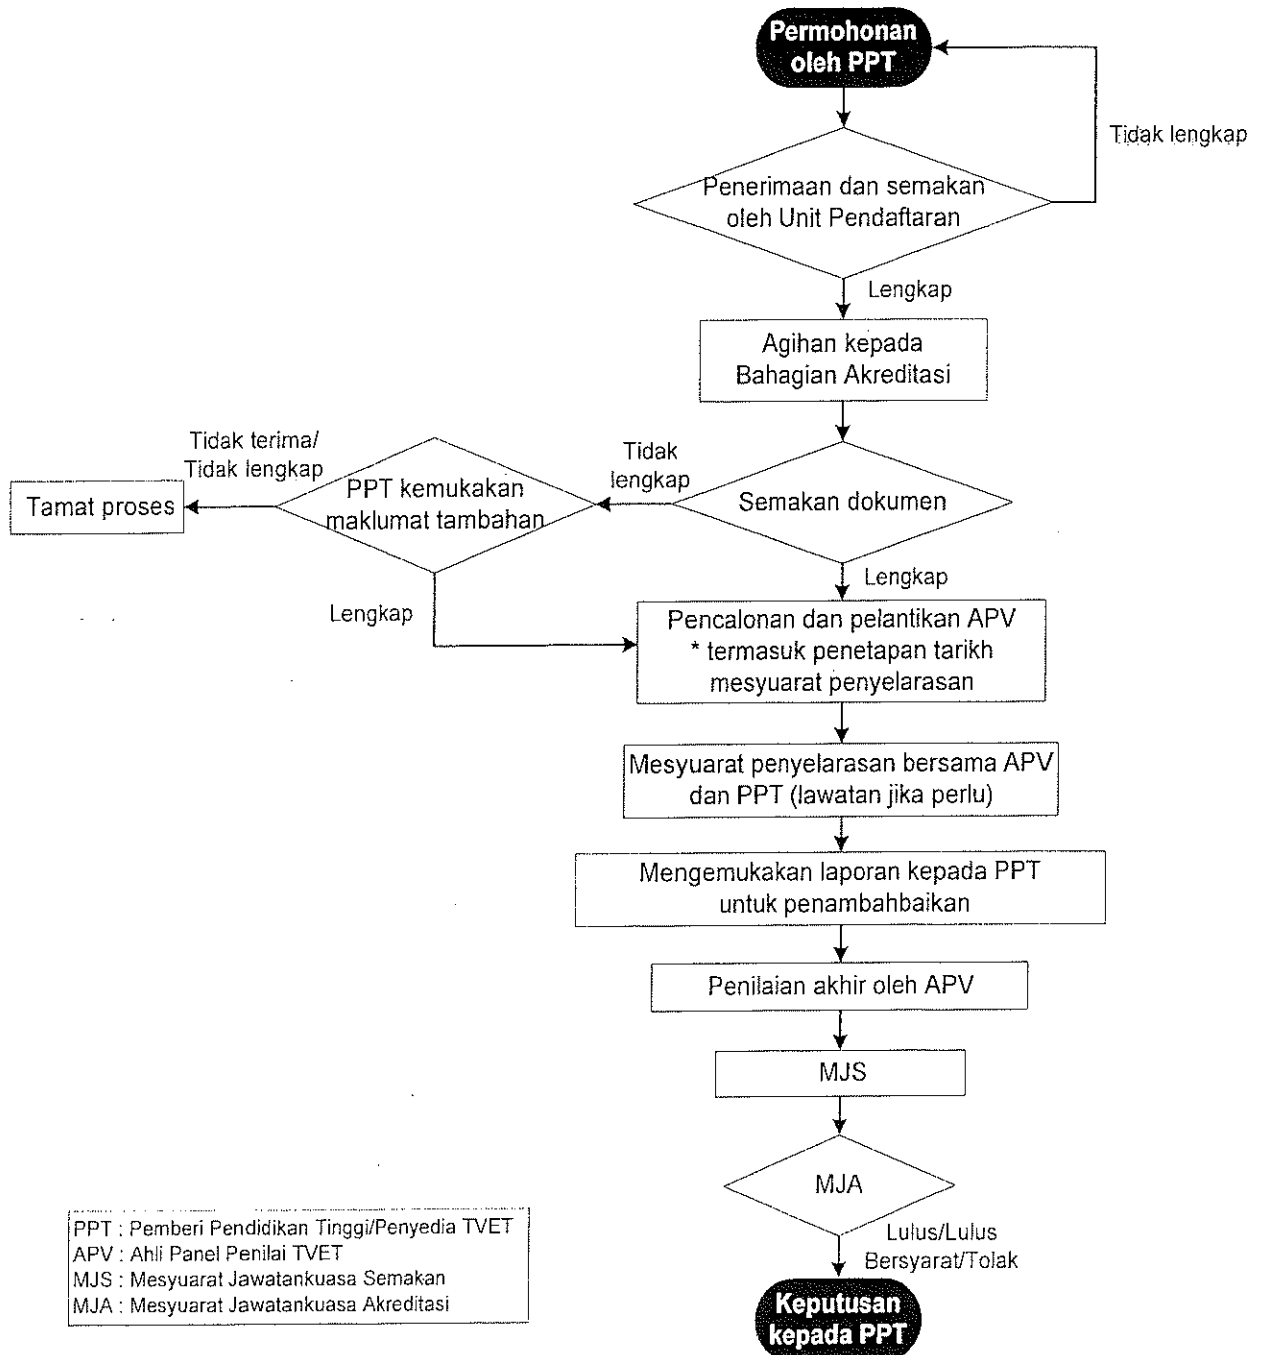 Permohonan
oleh PPT
Tidak lengkap
Penerimaan dan semakan
oleh Unit Pendaftaran
Lengkap
Agihan kepada
Bahagian Akreditasi
Semakan dokumen
Tidak
lengkap
PPT kemukakan
maklumat tambahan
Tidak terima/
Tidak lengkap
Tamat proses
Lengkap
Lengkap
Pencalonan dan pelantikan APV
* termasuk penetapan tarikh
mesyuarat penyelarasan
Mesyuarat penyelarasan bersama APV
dan PPT (lawatan jika perlu)
Mengemukakan laporan kepada PPT
untuk penambahbaikan
Penilaian akhir oleh APV
MJS
MJA
Lulus/Lulus
Bersyarat/Tolak
Keputusan
kepada PPT
PPT : Pemberi Pendidikan Tinggi/Penyedia TVET
APV : Ahli Panel Penilai TVET
MJS : Mesyuarat Jawatankuasa Semakan
MJA : Mesyuarat Jawatankuasa Akreditasi